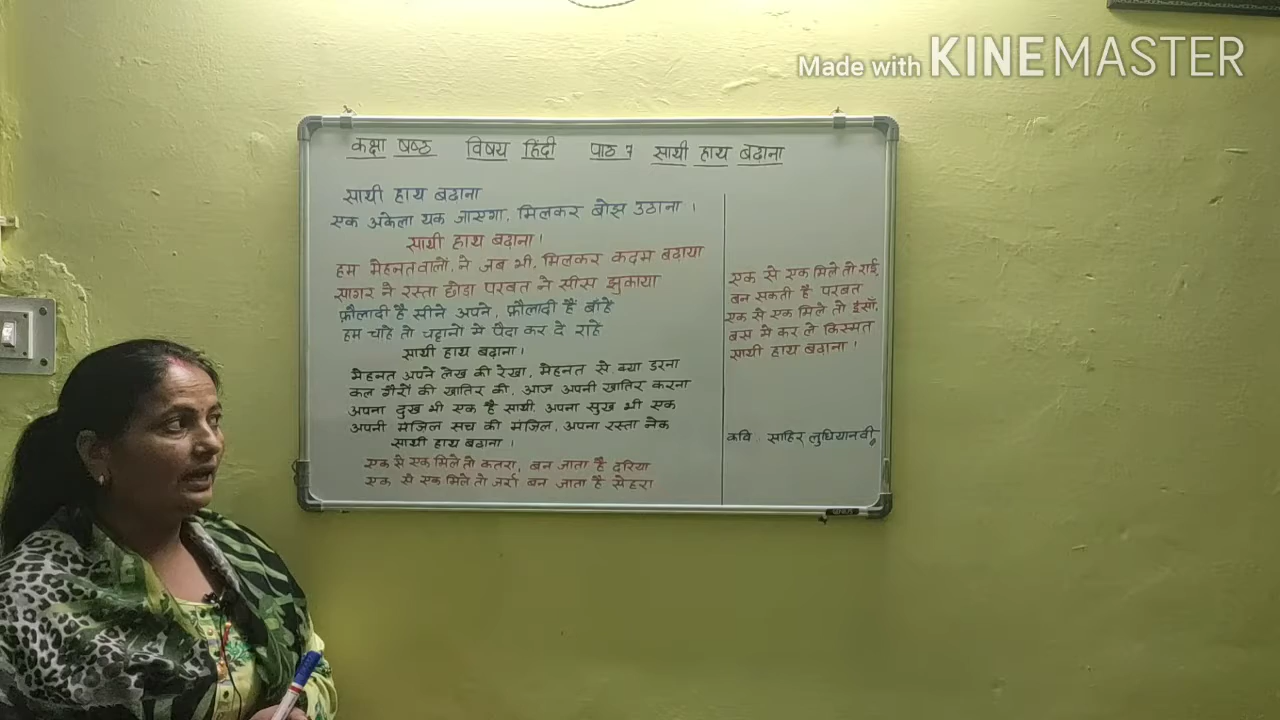 Made with KINEMASTER
कक्षा षष्ठ विषय हिंदी पाठ 7 साथी हाथ बढ़ाना
साथी हाथ बढाना
एक अकेला थक जाएगा, मिलकर बोझ उठाना ।
साथी हाथ बढ़ाना ।
हम मेहनतवालों, ने जब भी, मिलकर कदम बढ़ाया
सागर ने रस्ता छोडा परबत ने सीस झुकाया
फ़ौलादी है सीने अपने, फ़ौलादी हैं बाँहें
हम चाहें तो चट्टानों में पैदा कर दे राहें
साथी हाथ बढ़ाना ।
मेहनत अपने लेख की रेखा, मेहनत से क्या डरना
कल गैरों की खातिर की, आज अपनी खातिर करना
अपना दुख भी एक है साथी अपना सुख भी एक
अपनी मंजिल सच की मंजिल, अपना रस्ता नेक
साथी हाथ बढ़ाना ।
एक से एक मिले तो कतरा, बन जाता है दरिया
एक से एक मिले तो जर्रा बन जाता है सेहरा
एक से एक मिले तो राई,
बन सकती है परबत
एक से एक मिले तो इंसाँ,
बस में कर ले किस्मत
साथी हाथ बढ़ाना ।
कवि : साहिर लुधियानवी